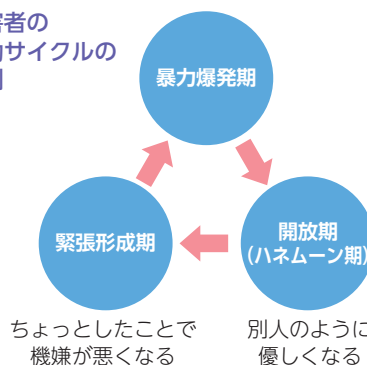 者の
サイクルの
暴力爆発期
緊張形成期
開放期
(ハネムーン期)
ちょっとしたことで
機嫌が悪くなる
別人のように
優しくなる